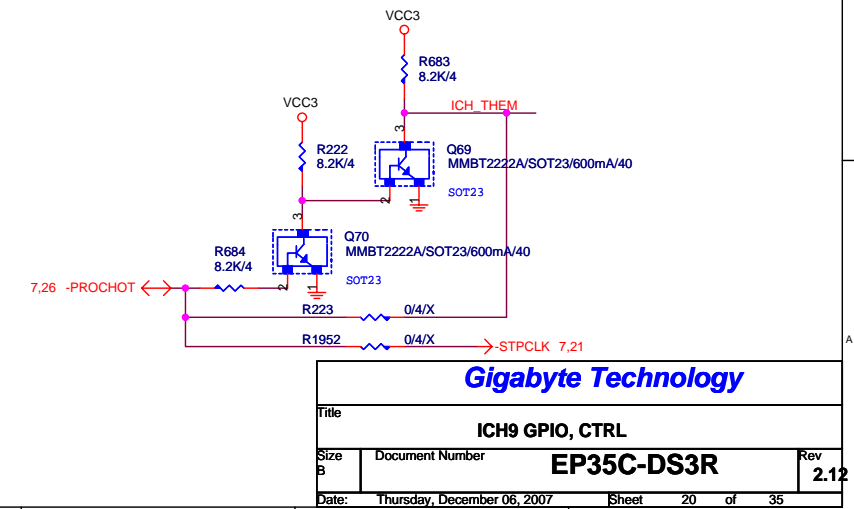 VCC3
R683
8.2K/4
ICH_THEM
VCC3
R222
8.2K/4
3
Q69
MMBT2222A/SOT23/600mA/40
SOT23
2
1
3
Q70
MMBT2222A/SOT23/600mA/40
SOT23
R684
8.2K/4
2
1
7,26 -PROCHOT
R223 0/4/X
R1952 0/4/X
-STPCLK 7,21
A
Gigabyte Technology
Title
ICH9 GPIO, CTRL
Size
B
Document Number
EP35C-DS3R
Rev
2.12
Date: Thursday, December 06, 2007 Sheet 20 of 35